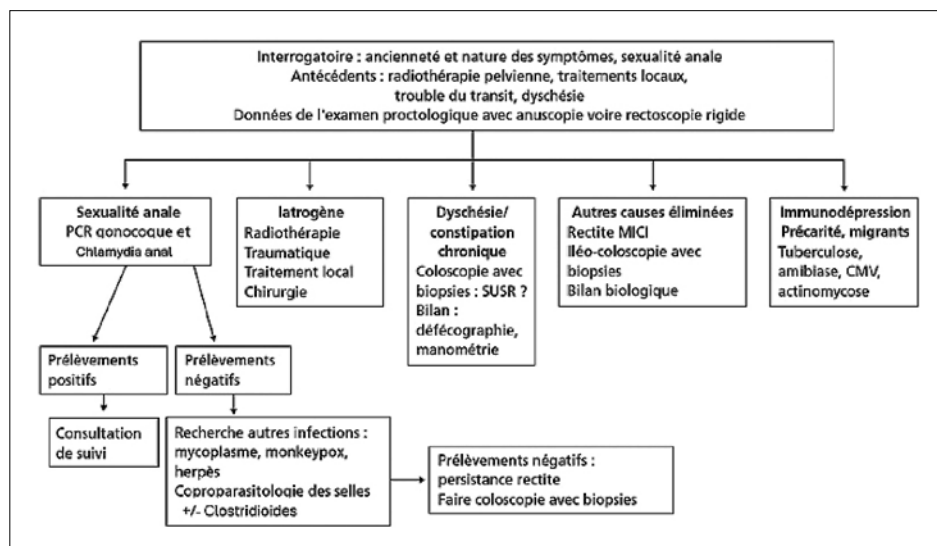 Interrogatoire : ancienneté et nature des symptômes, sexualité anale
Antécédents : radiothérapie pelvienne, traitements locaux,
trouble du transit, dyschésie
Données de l'examen proctologique avec anuscopie voire rectoscopie rigide
Sexualité anale
PCR gonocoque et
Chlamydia anal
Iatrogène
Radiothérapie
Traumatique
Traitement local
Chirurgie
Dyschésie/
constipation
chronique
Coloscopie avec
biopsies : SUSR ?
Bilan :
défécographie,
manométrie
Autres causes éliminées
Rectite MICI
Iléo-coloscopie avec
biopsies
Bilan biologique
Immunodépression
Précarité, migrants
Tuberculose,
amibiase, CMV,
actinomycose
Prélèvements
positifs
Prélèvements
négatifs
Consultation
de suivi
Recherche autres infections :
mycoplasme, monkeypox,
herpès
Coproparasitologie des selles
+/- Clostridioides
Prélèvements négatifs :
persistance rectite
Faire coloscopie avec biopsies